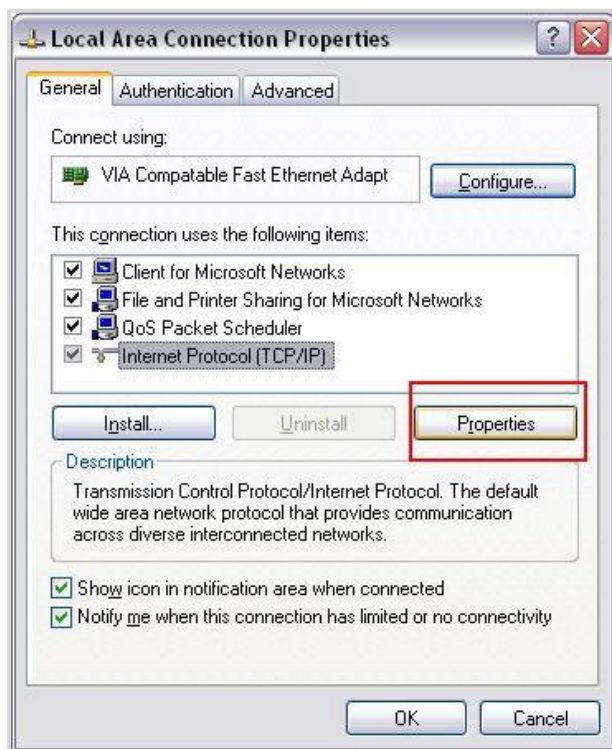 Local Area Connection Properties
General Authentication Advanced
Connect using:
VIA Compatable Fast Ethernet Adapt
Configure...
This connection uses the following items:
Client for Microsoft Networks
File and Printer Sharing for Microsoft Networks
QoS Packet Scheduler
Internet Protocol (TCP/IP)
Install... Uninstall Properties
Description
Transmission Control Protocol/Internet Protocol. The default
wide area network protocol that provides communication
across diverse interconnected networks.
Show icon in notification area when connected
Notify me when this connection has limited or no connectivity
OK Cancel